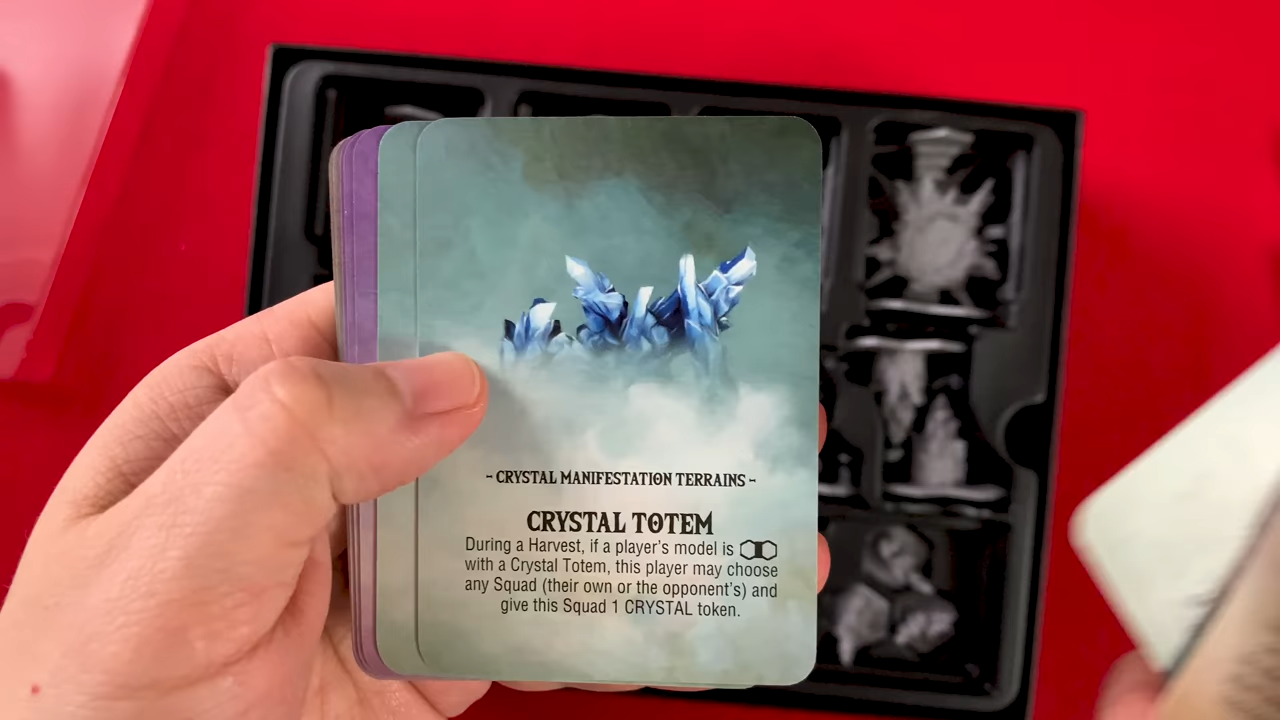 - CRYSTAL MANIFESTATION TERRAINS -
CRYSTAL TOTEM
During a Harvest, if a player's model is
with a Crystal Totem, this player may choose
any Squad (their own or the opponent's) and
give this Squad 1 CRYSTAL token.